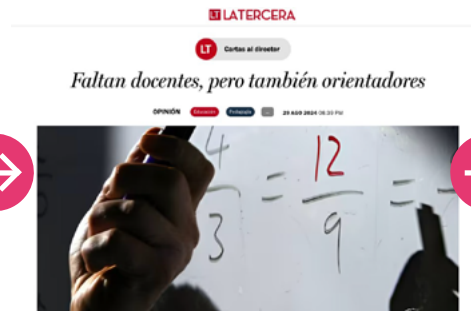 LT LATERCERA
LT Cartas al director
Faltan docentes, pero también orientadores
OPINIÓN Educación Pedagogía 29 AGO 2024 08:30 PM
4 12
= =
3 9